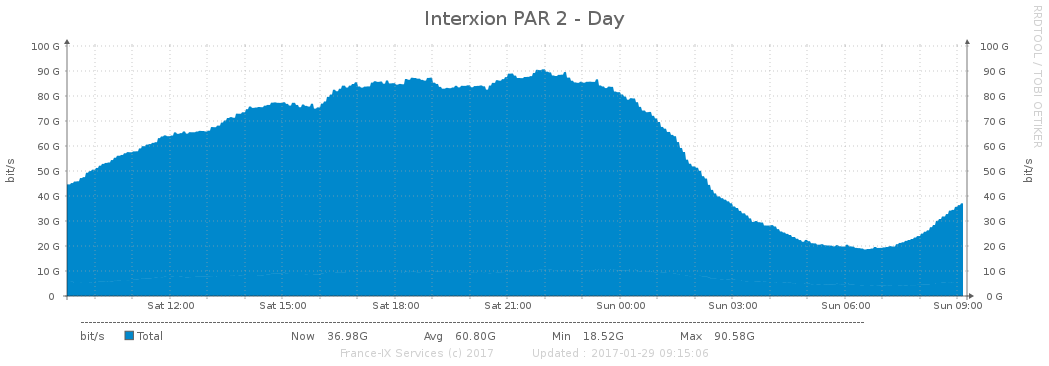 Interxion PAR 2 - Day
RRDTOOL / TOBI OETIKER
100 G 100 G
90 G 90 G
80 G 80 G
70 G 70 G
60 G 60 G
50 G 50 G
40 G 40 G
30 G 30 G
20 G 20 G
10 G 10 G
0 0 G
bit/s bit/s
Sat 12:00 Sat 15:00 Sat 18:00 Sat 21:00 Sun 00:00 Sun 03:00 Sun 06:00 Sun 09:00
bit/s Total Now 36.98G Avg 60.80G Min 18.52G Max 90.58G
France-IX Services (c) 2017 Updated : 2017-01-29 09:15:06